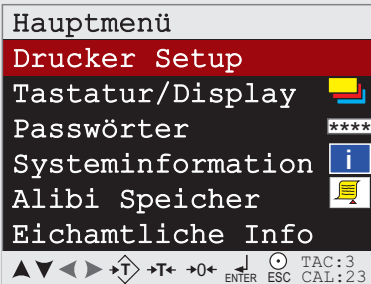 Hauptmenü
Drucker Setup
Tastatur/Display
Passwörter ****
Systeminformation i
Alibi Speicher
Eichamtliche Info
T T 0 ENTER ESC TAC:3
CAL:23